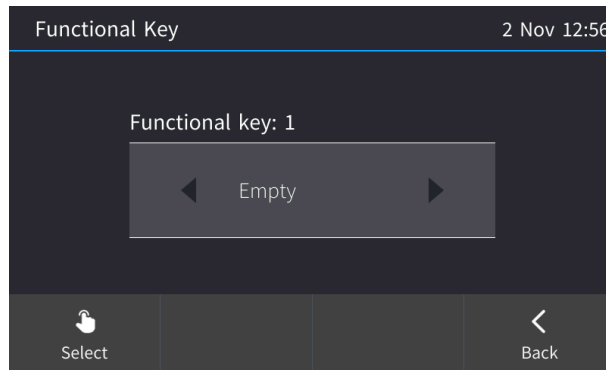 Functional Key 2 Nov 12:56
Functional key: 1
Empty
Select Back